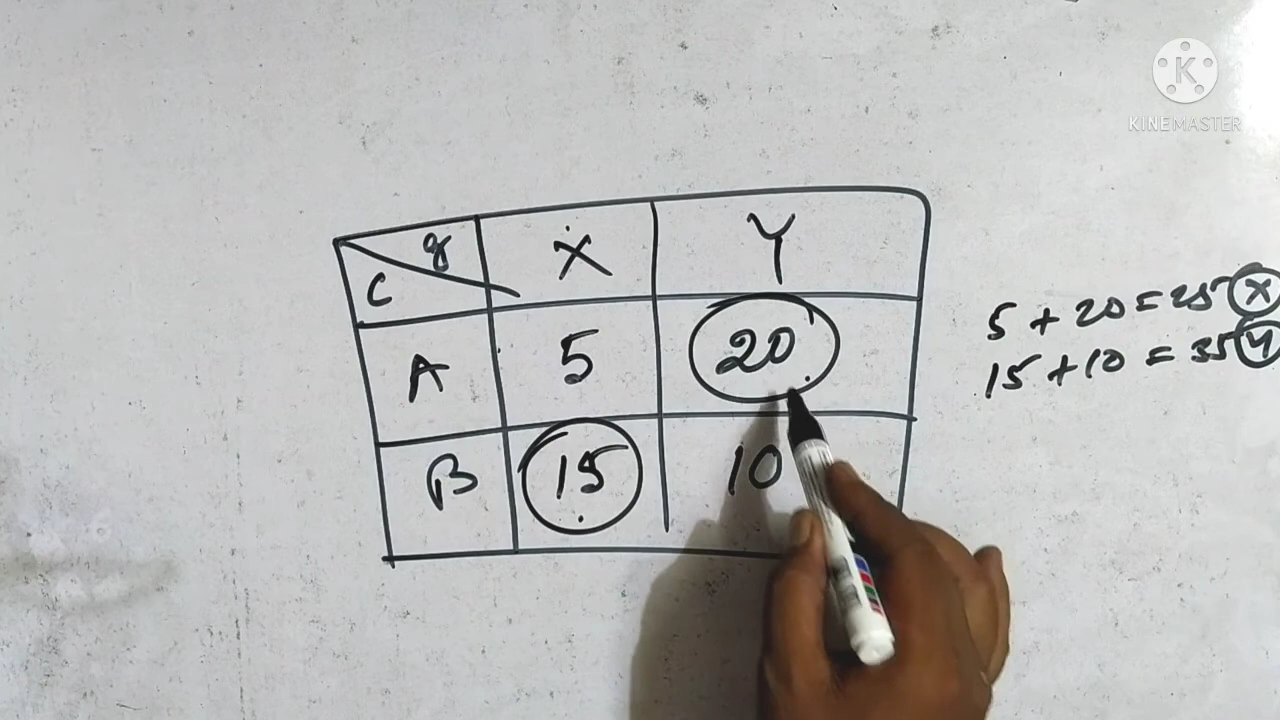 K
KINEMASTER
g X Y
C
A 5 20
B 15 10
5 + 20 = 25 X
15 + 10 = 35 Y